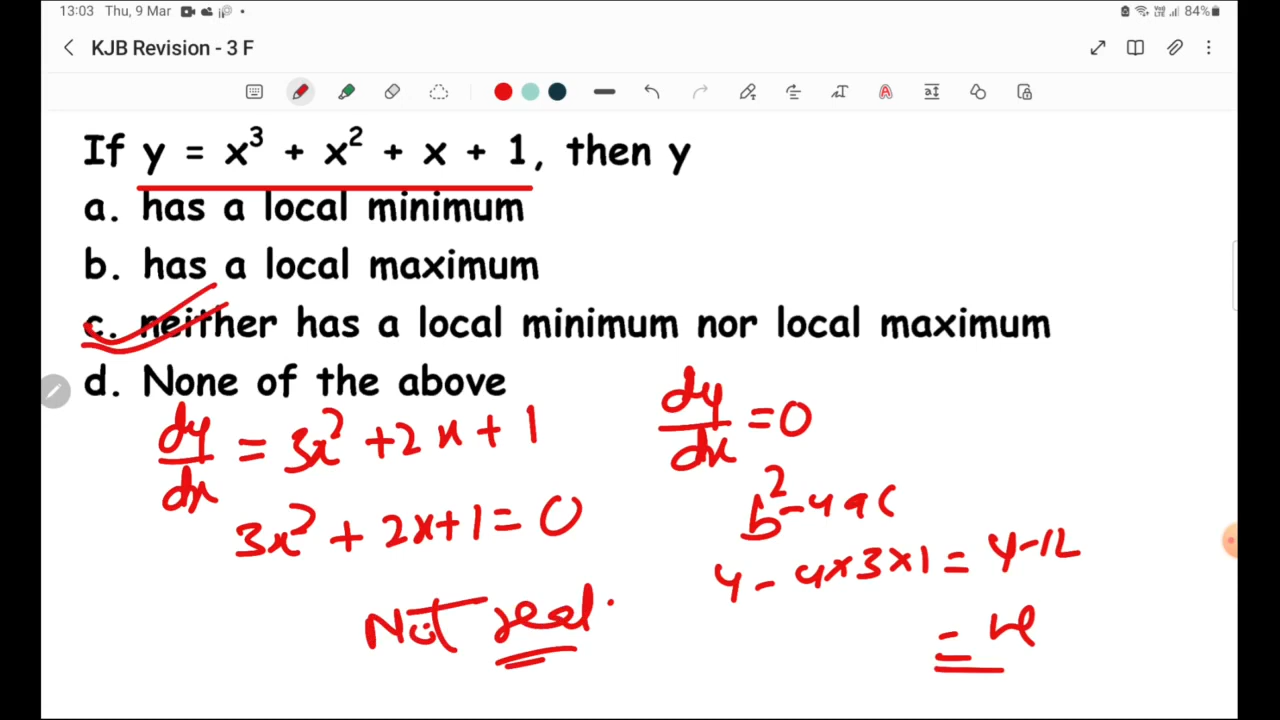 13:03 Thu, 9 Mar
84%
KJB Revision - 3 F
If y = x³ + x² + x + 1, then y
a. has a local minimum
b. has a local maximum
c. neither has a local minimum nor local maximum
d. None of the above
dy/dx = 3x² + 2x + 1
dy/dx = 0
3x² + 2x + 1 = 0
b² - 4ac
4 - 4×3×1 = 4-12
Not real.
= -ve